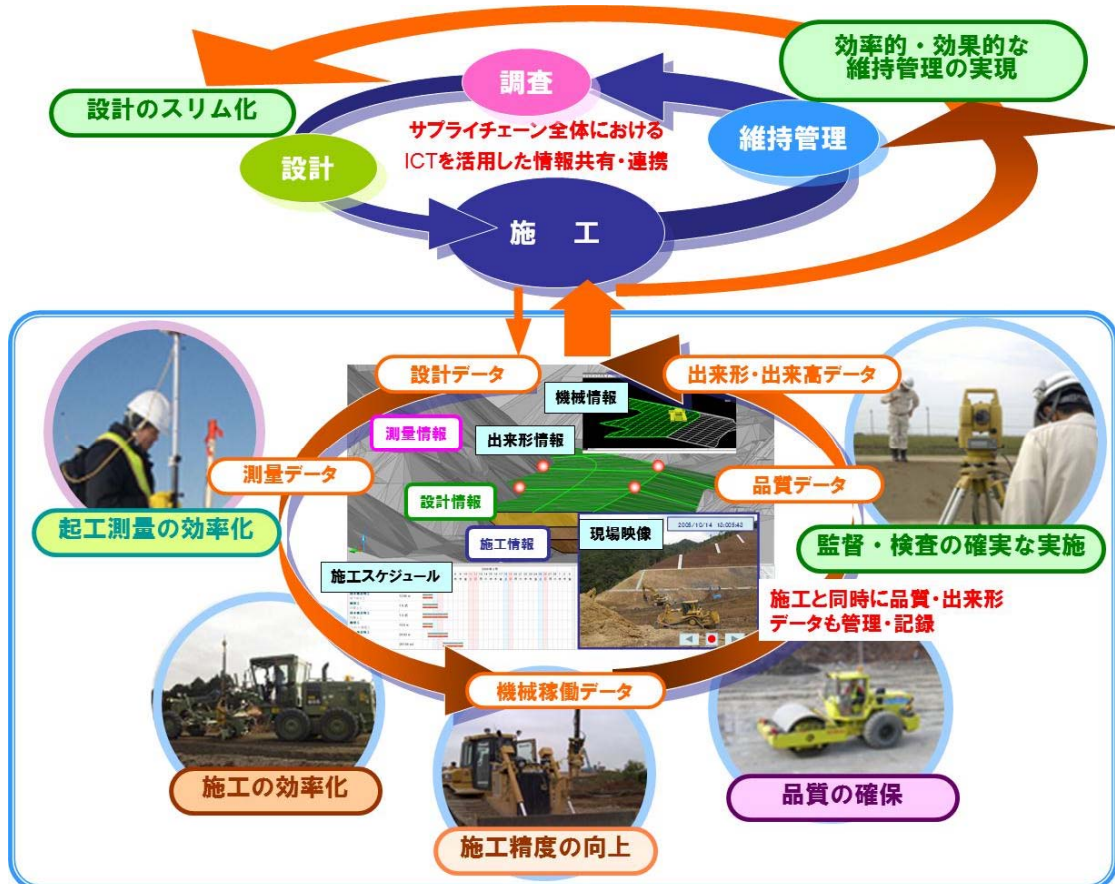 効率的・効果的な
維持管理の実現
調査
設計のスリム化
サプライチェーン全体における
ICTを活用した情報共有・連携
維持管理
設計
施 工
設計データ
出来形・出来高データ
機械情報
測量情報
出来形情報
測量データ
品質データ
設計情報
起工測量の効率化
施工情報
現場映像
監督・検査の確実な実施
施工スケジュール
施工と同時に品質・出来形
データも管理・記録
機械稼働データ
施工の効率化
品質の確保
施工精度の向上